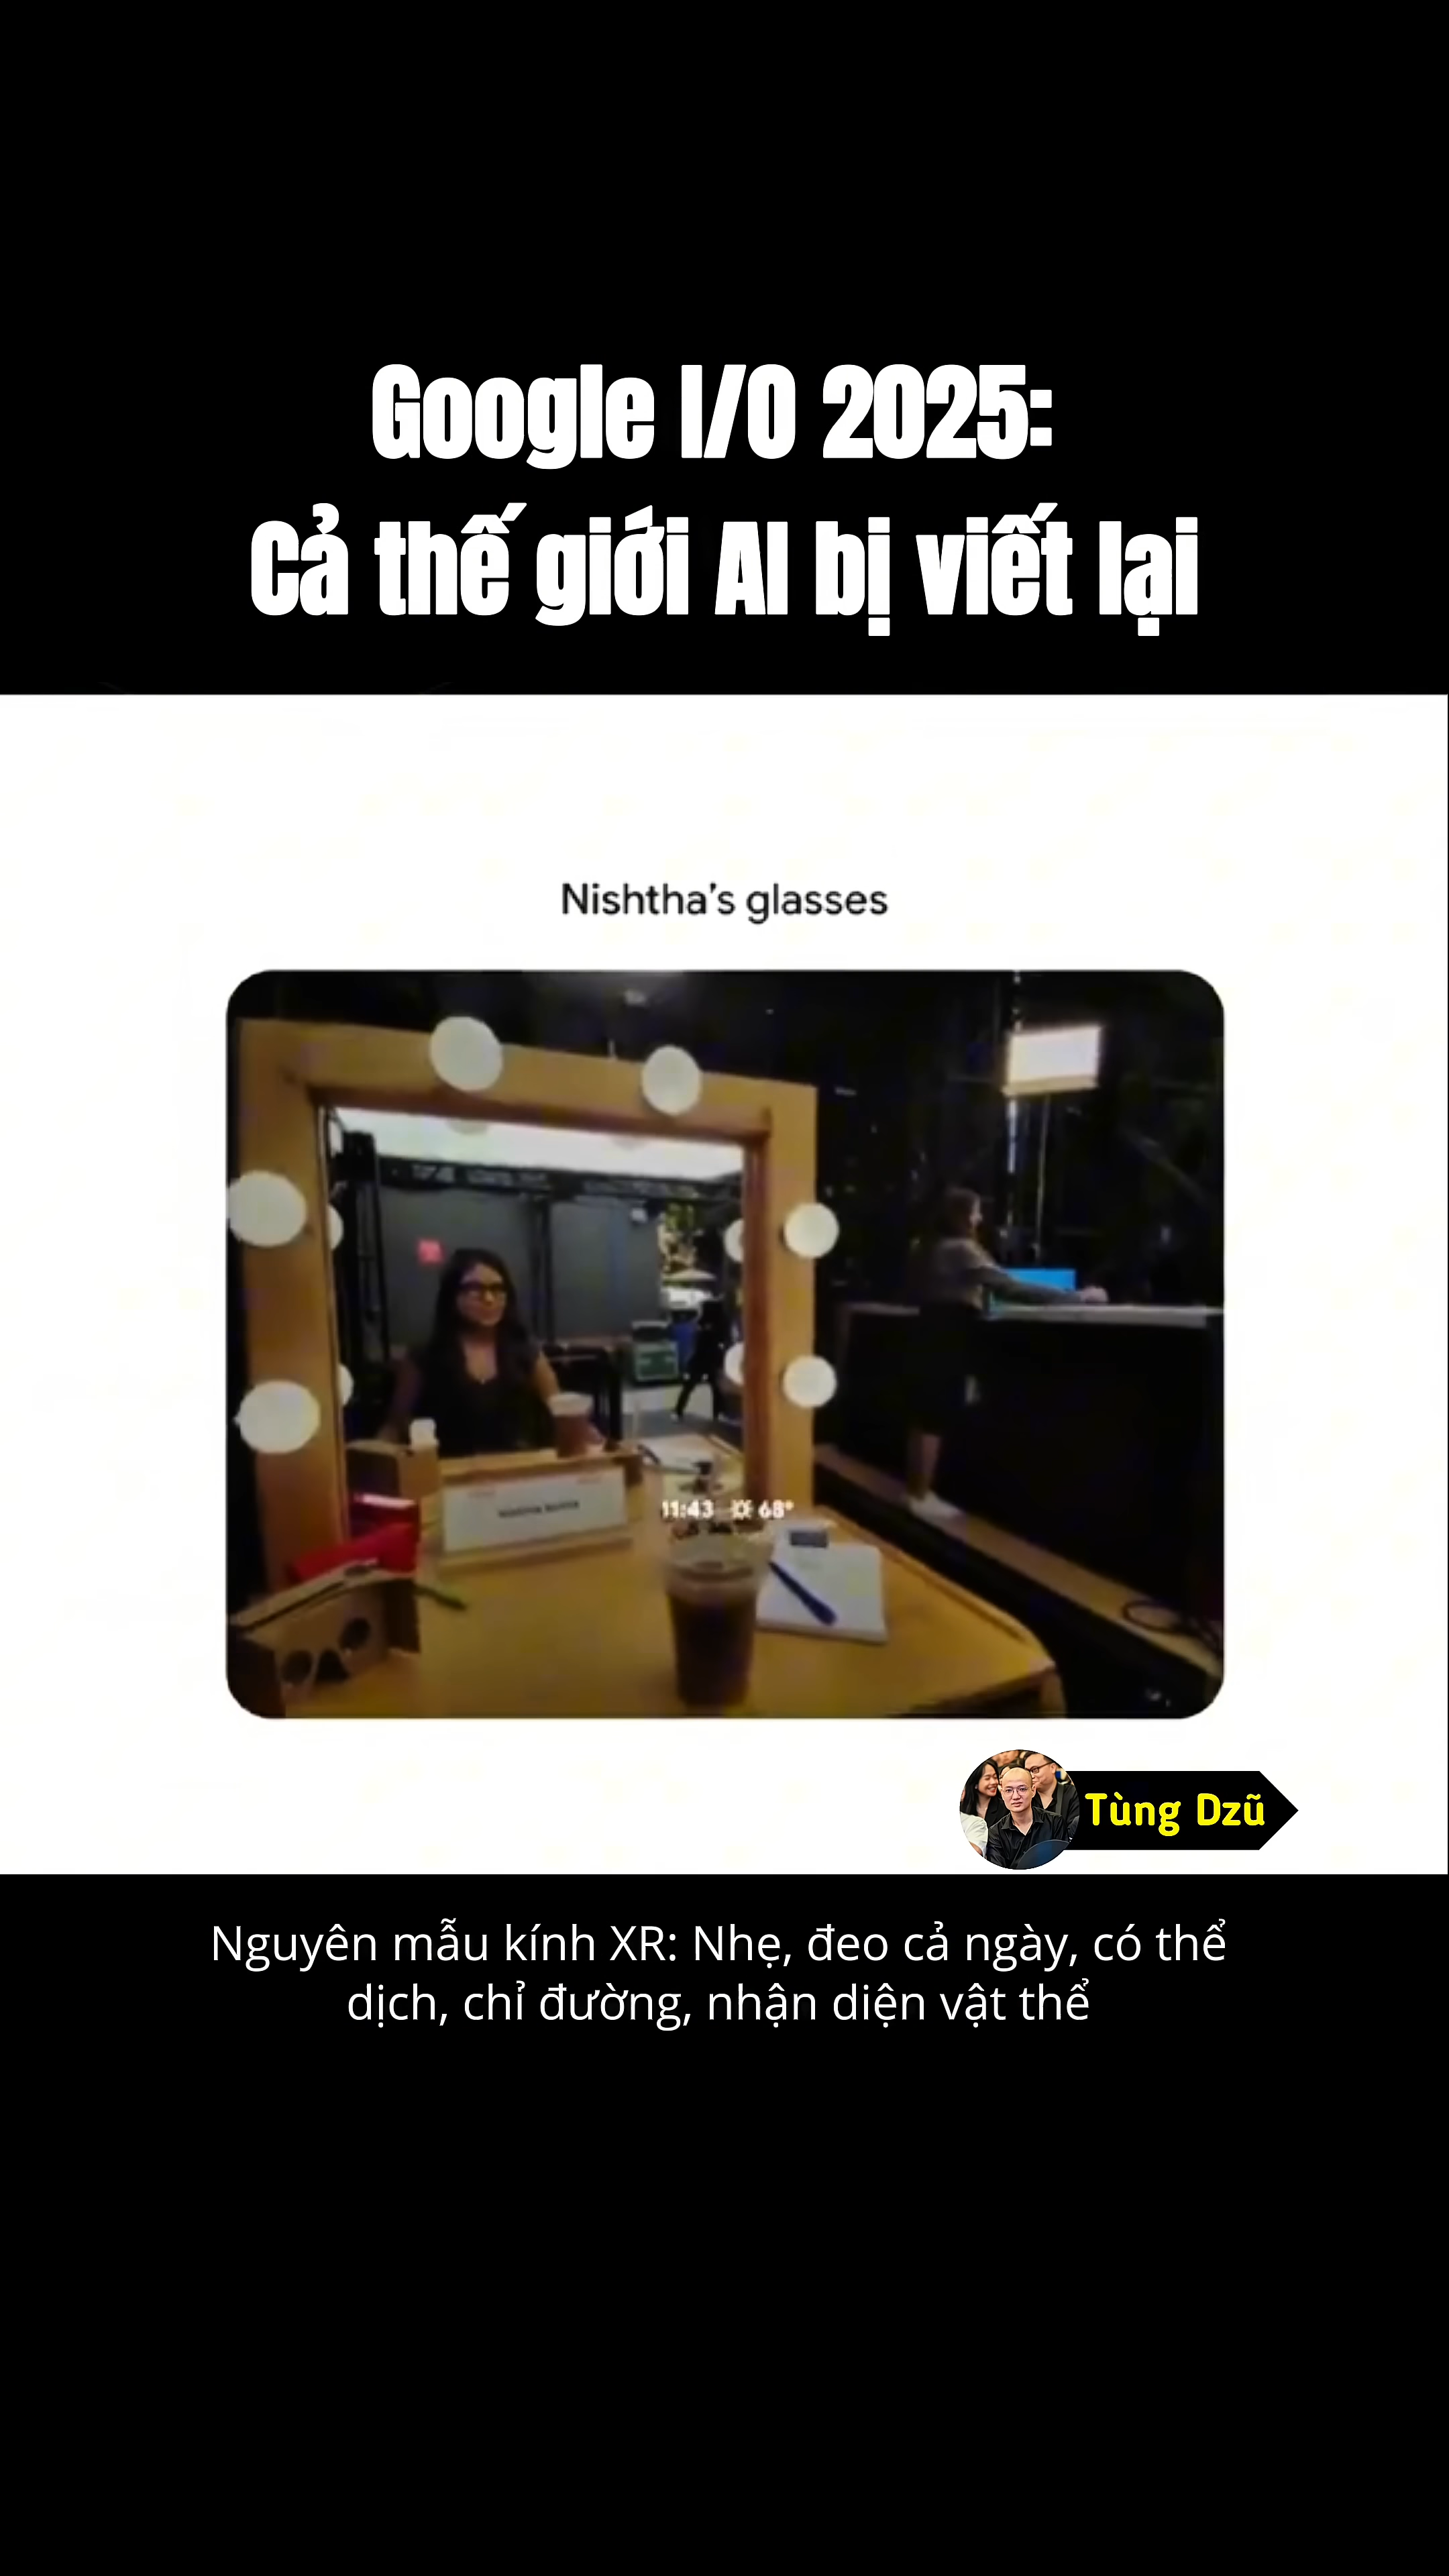 Google I/O 2025:
Cả thế giới AI bị viết lại
Nishtha's glasses
11:43 68°
Tùng Dzũ
Nguyên mẫu kính XR: Nhẹ, đeo cả ngày, có thể
dịch, chỉ đường, nhận diện vật thể